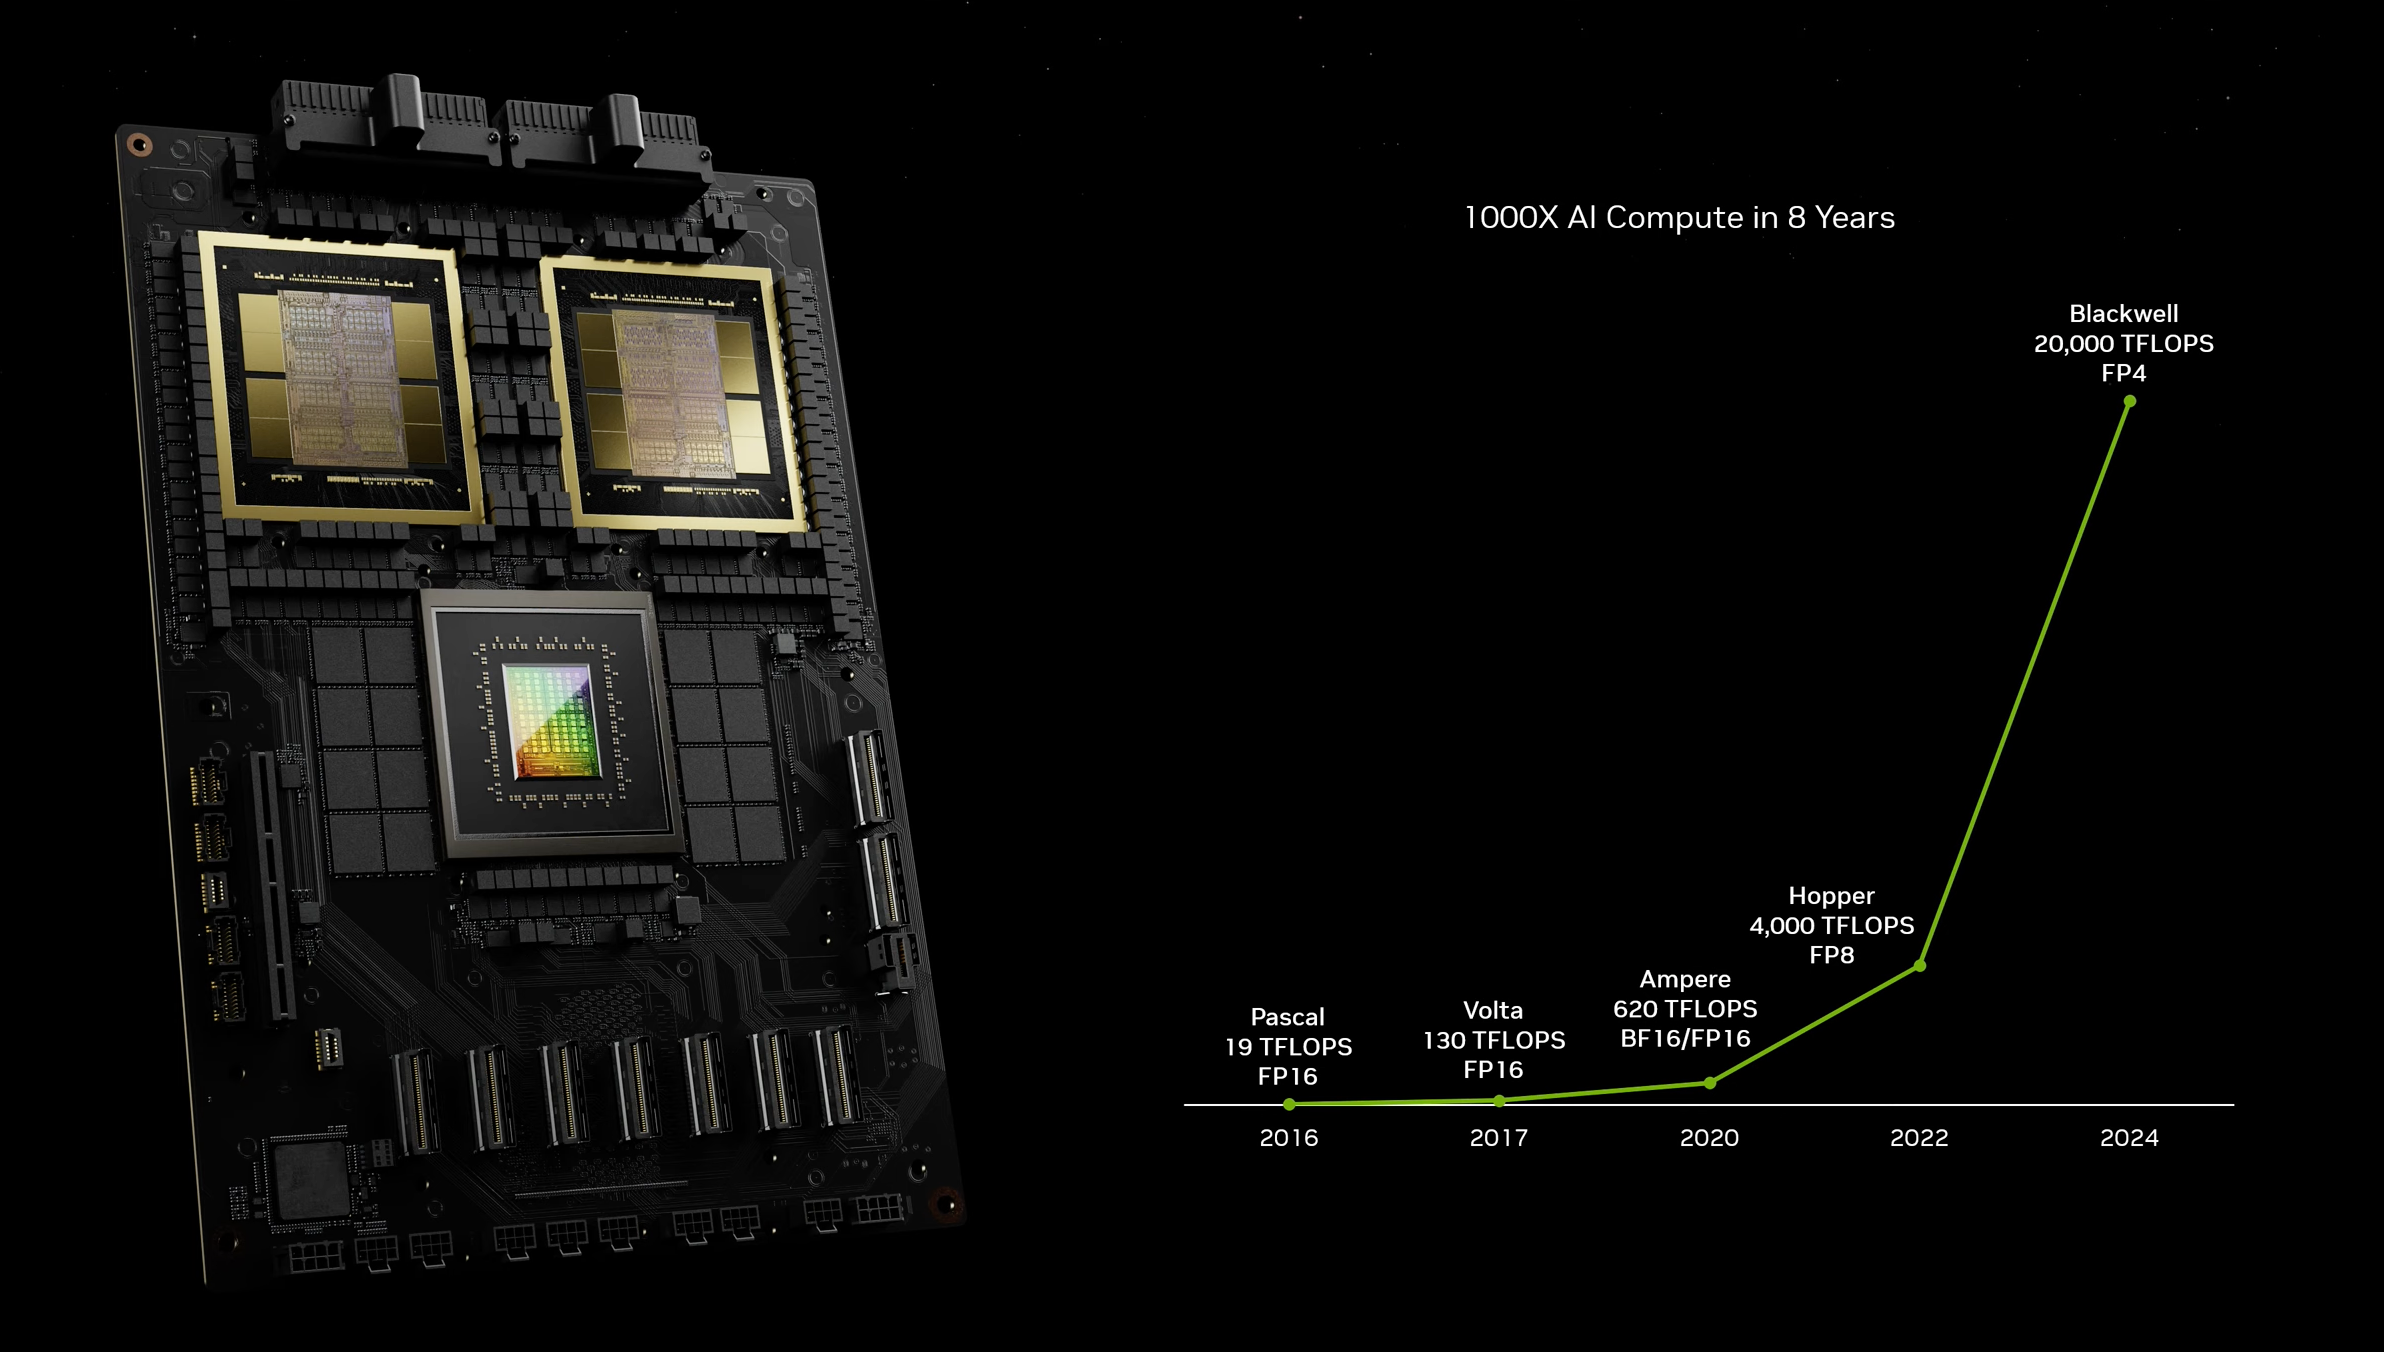 1000X AI Compute in 8 Years
Blackwell
20,000 TFLOPS
FP4
Hopper
4,000 TFLOPS
FP8
Ampere
620 TFLOPS
BF16/FP16
Volta
130 TFLOPS
FP16
Pascal
19 TFLOPS
FP16
2016
2017
2020
2022
2024